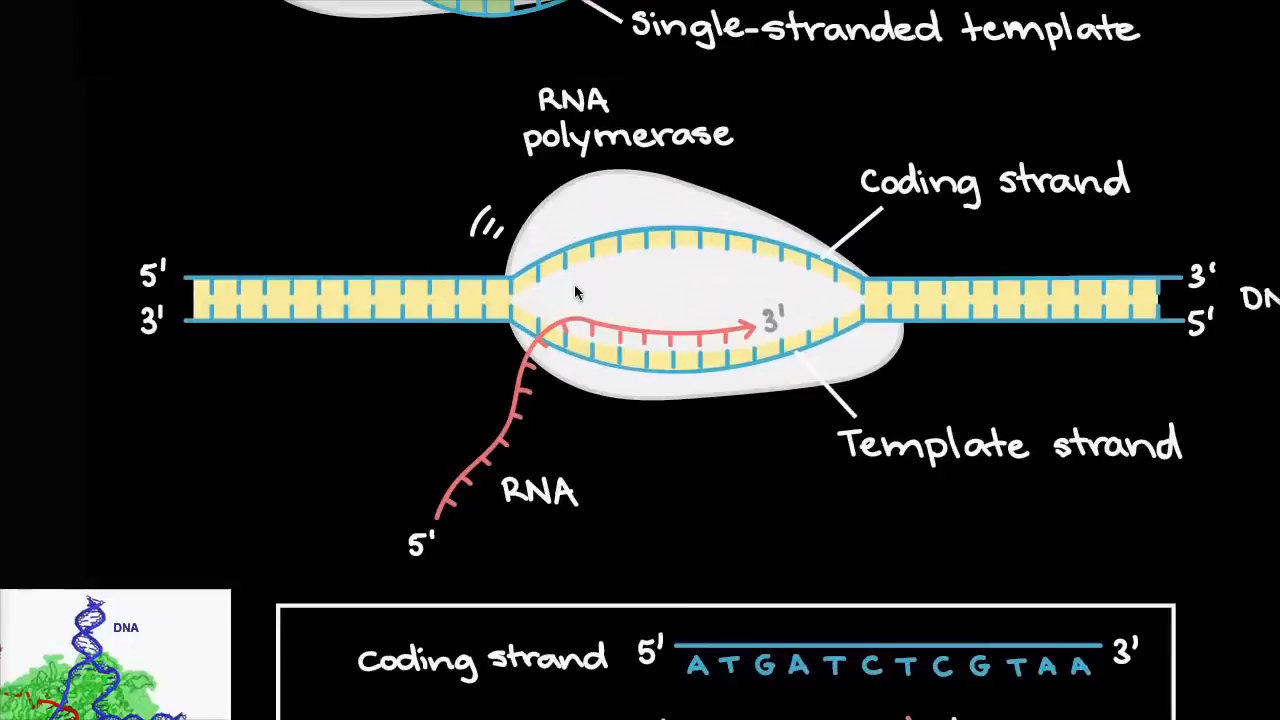 Single-stranded template
RNA
polymerase
Coding strand
5'
3'
3'
3'
5'
Template strand
RNA
5'
DNA
Coding strand 5' 3'
ATGATCTCGTAA